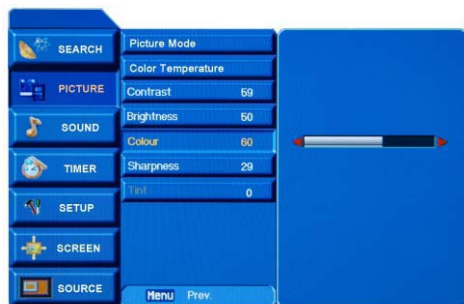 SEARCH
PICTURE
SOUND
TIMER
SETUP
SCREEN
SOURCE
Picture Mode
Color Temperature
Contrast 59
Brightness 50
Colour 60
Sharpness 29
Tint 0
Menu Prev.